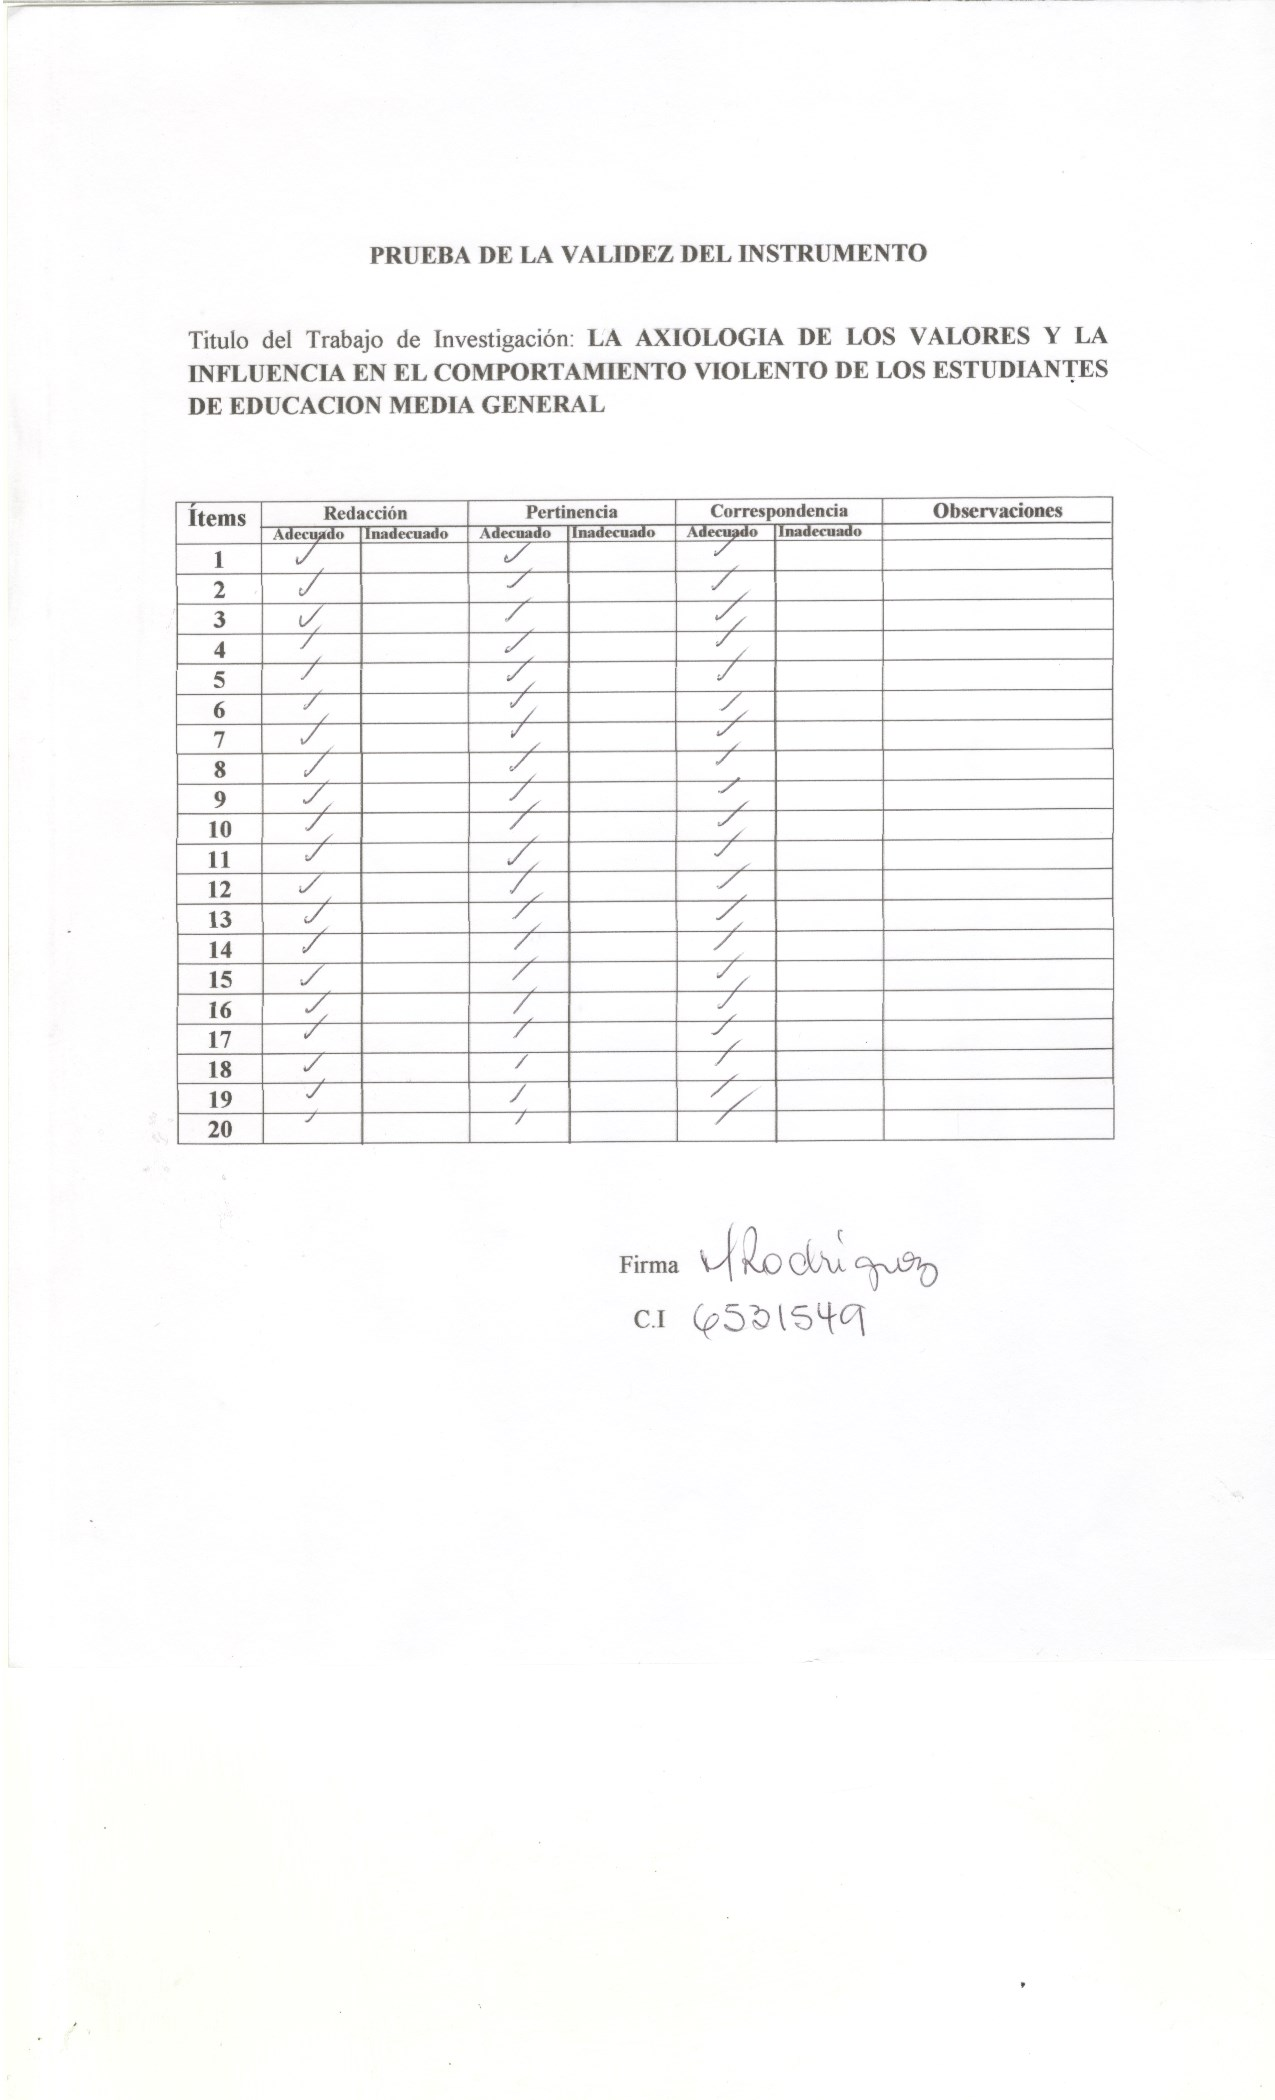 PRUEBA DE LA VALIDEZ DEL INSTRUMENTO
Titulo del Trabajo de Investigación: LA AXIOLOGIA DE LOS VALORES Y LA
INFLUENCIA EN EL COMPORTAMIENTO VIOLENTO DE LOS ESTUDIANTES
DE EDUCACION MEDIA GENERAL
Ítems Redacción Pertinencia Correspondencia Observaciones
Adecuado Inadecuado Adecuado Inadecuado Adecuado Inadecuado
1 ✓ ✓ ✓
2 ✓ ✓ ✓
3 ✓ ✓ ✓
4 ✓ ✓ ✓
5 ✓ ✓ ✓
6 ✓ ✓ ✓
7 ✓ ✓ ✓
8 ✓ ✓ ✓
9 ✓ ✓ ✓
10 ✓ ✓ ✓
11 ✓ ✓ ✓
12 ✓ ✓ ✓
13 ✓ ✓ ✓
14 ✓ ✓ ✓
15 ✓ ✓ ✓
16 ✓ ✓ ✓
17 ✓ ✓ ✓
18 ✓ ✓ ✓
19 ✓ ✓ ✓
20 ✓ ✓ ✓
Firma MRodríguez
C.I 6531549